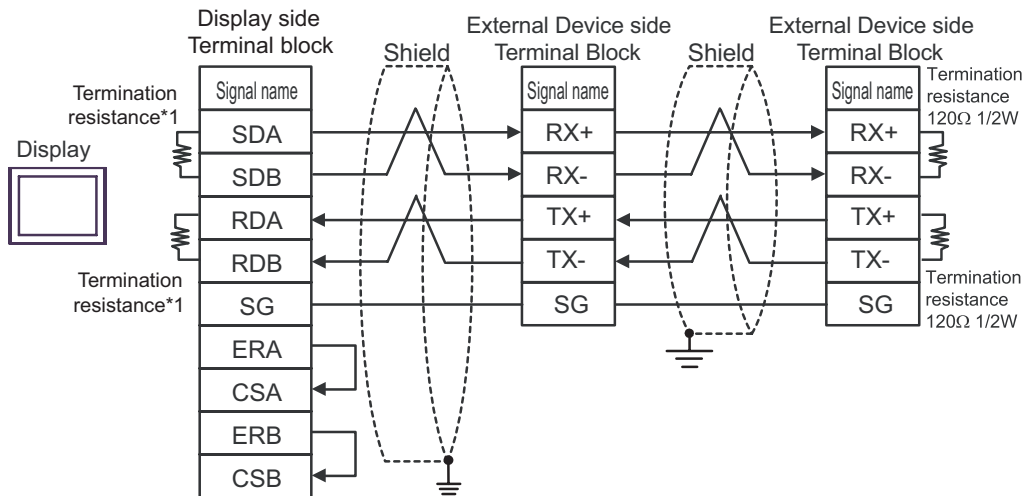 Display side
Terminal block
Shield
External Device side
Terminal Block
Shield
External Device side
Terminal Block
Termination
resistance*1
Display
Termination
resistance*1
Signal name
SDA
SDB
RDA
RDB
SG
ERA
CSA
ERB
CSB
Signal name
RX+
RX-
TX+
TX-
SG
Signal name
RX+
RX-
TX+
TX-
SG
Termination
resistance
120Ω 1/2W
Termination
resistance
120Ω 1/2W